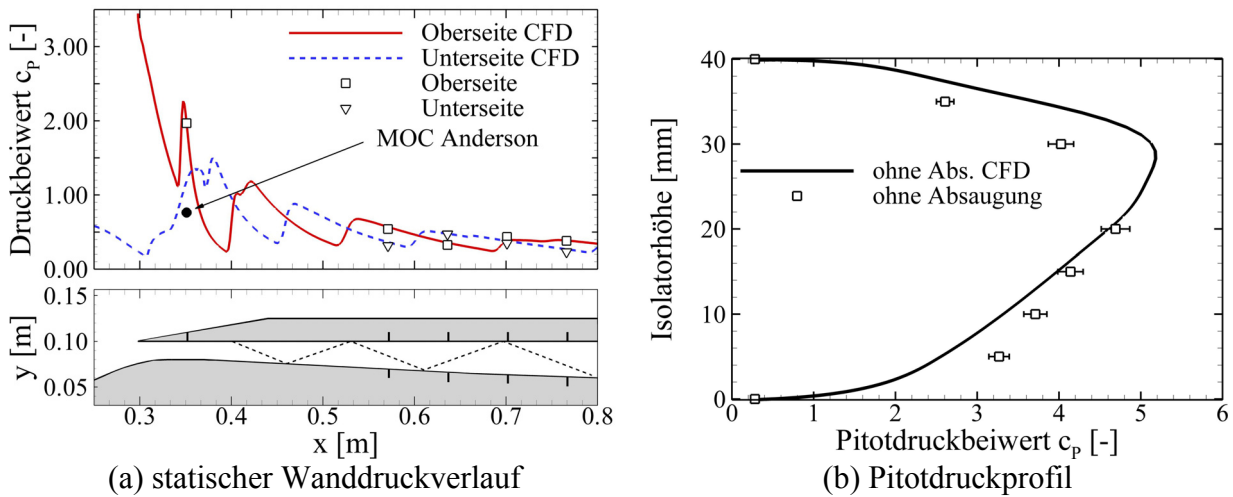 Druckbeiwert cP [-]
3.00
2.00
1.00
0.00
Oberseite CFD
Unterseite CFD
Oberseite
Unterseite
MOC Anderson
y [m]
0.15
0.10
0.05
0.3 0.4 0.5 0.6 0.7 0.8
x [m]
(a) statischer Wanddruckverlauf
Isolatorhöhe [mm]
40
30
20
10
0
ohne Abs. CFD
ohne Absaugung
0 1 2 3 4 5 6
Pitotdruckbeiwert cP [-]
(b) Pitotdruckprofil